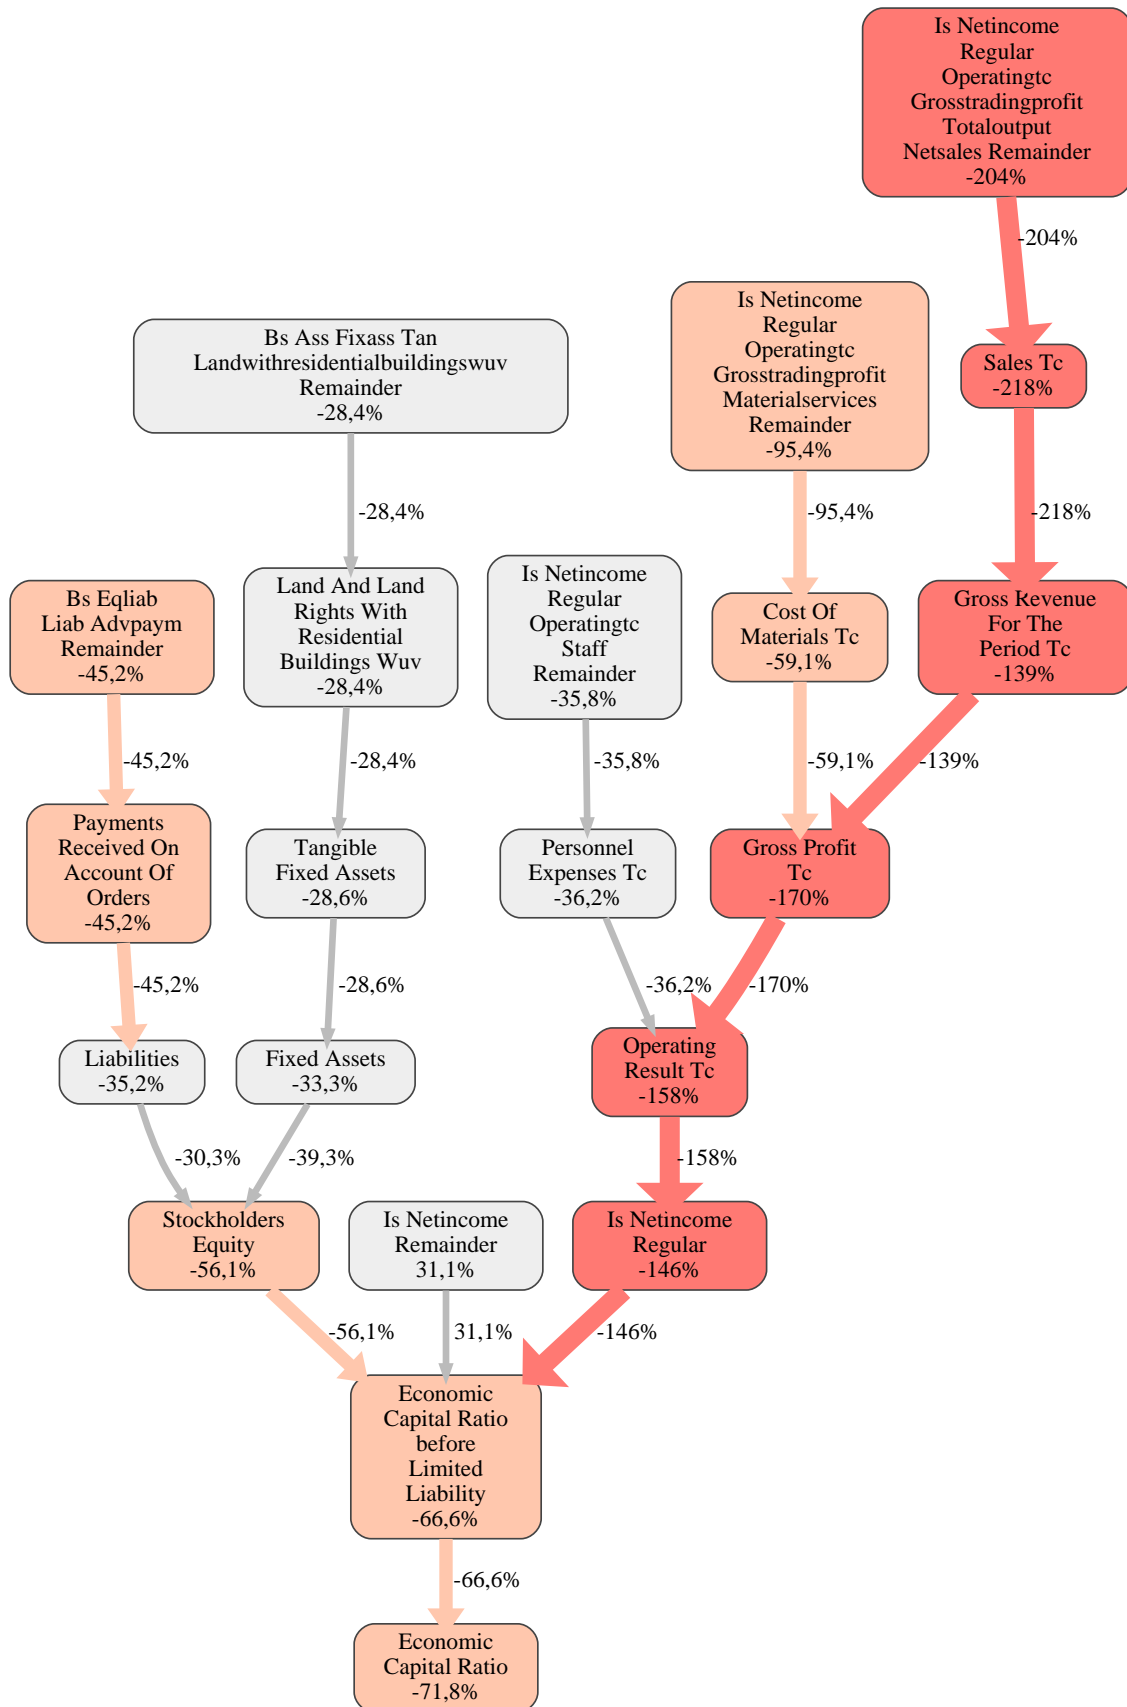 Is Netincome
Regular
Operatingtc
Grosstradingprofit
Totaloutput
Netsales Remainder
-204%
-204%
Is Netincome
Regular
Operatingtc
Grosstradingprofit
Materialservices
Remainder
-95,4%
Bs Ass Fixass Tan
Landwithresidentialbuildingswuv
Remainder
-28,4%
Sales Tc
-218%
-28,4%
-95,4%
-218%
Bs Eqliab
Liab Advpaym
Remainder
-45,2%
Land And Land
Rights With
Residential
Buildings Wuv
-28,4%
Is Netincome
Regular
Operatingtc
Staff
Remainder
-35,8%
Cost Of
Materials Tc
-59,1%
Gross Revenue
For The
Period Tc
-139%
-45,2%
-28,4%
-35,8%
-59,1%
-139%
Payments
Received On
Account Of
Orders
-45,2%
Tangible
Fixed Assets
-28,6%
Personnel
Expenses Tc
-36,2%
Gross Profit
Tc
-170%
-45,2%
-28,6%
-36,2%
-170%
Liabilities
-35,2%
Fixed Assets
-33,3%
Operating
Result Tc
-158%
-30,3%
-39,3%
-158%
Stockholders
Equity
-56,1%
Is Netincome
Remainder
31,1%
Is Netincome
Regular
-146%
-56,1%
31,1%
-146%
Economic
Capital Ratio
before
Limited
Liability
-66,6%
-66,6%
Economic
Capital Ratio
-71,8%